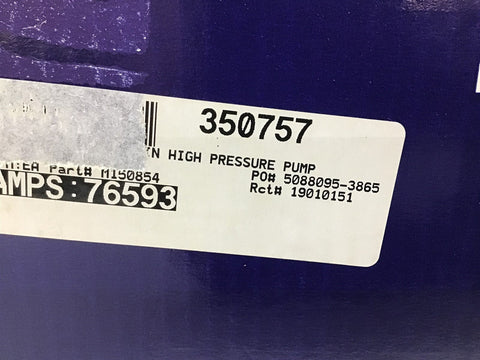 350757
HIGH PRESSURE PUMP
EA Part# M150854 PO# 5088095-3865
AMPS:76593 Rct# 19010151